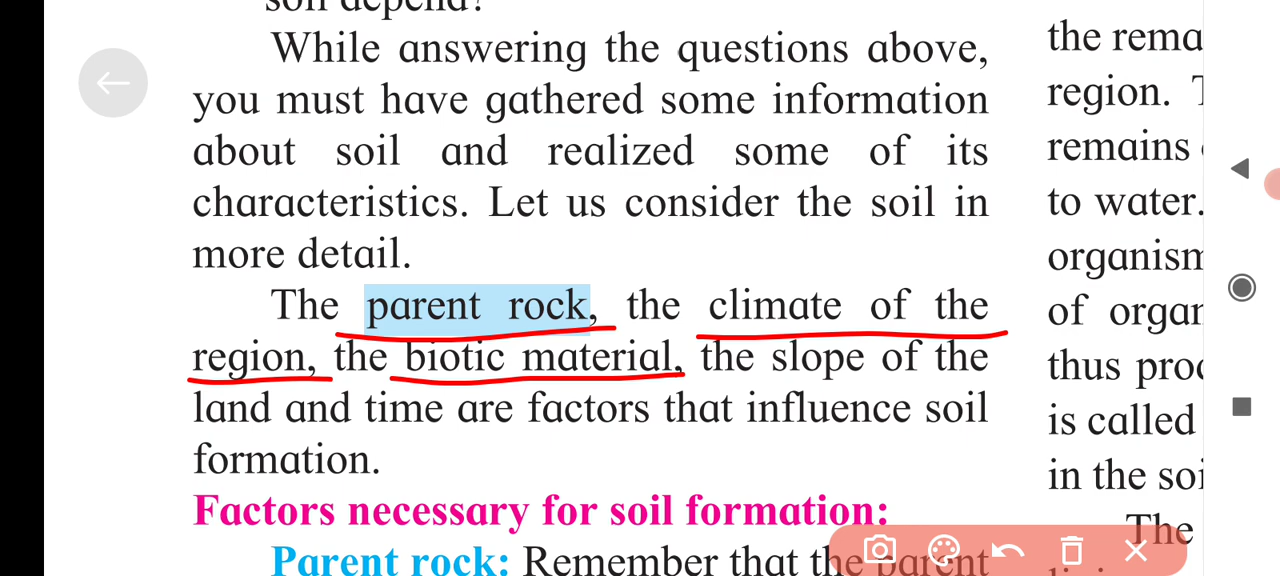 soil depend?
While answering the questions above,
you must have gathered some information
about soil and realized some of its
characteristics. Let us consider the soil in
more detail.
The parent rock, the climate of the
region, the biotic material, the slope of the
land and time are factors that influence soil
formation.
Factors necessary for soil formation:
Parent rock: Remember that the parent
the rema
region.
remains
to water.
organism
of organ
thus proc
is called
in the soi
The